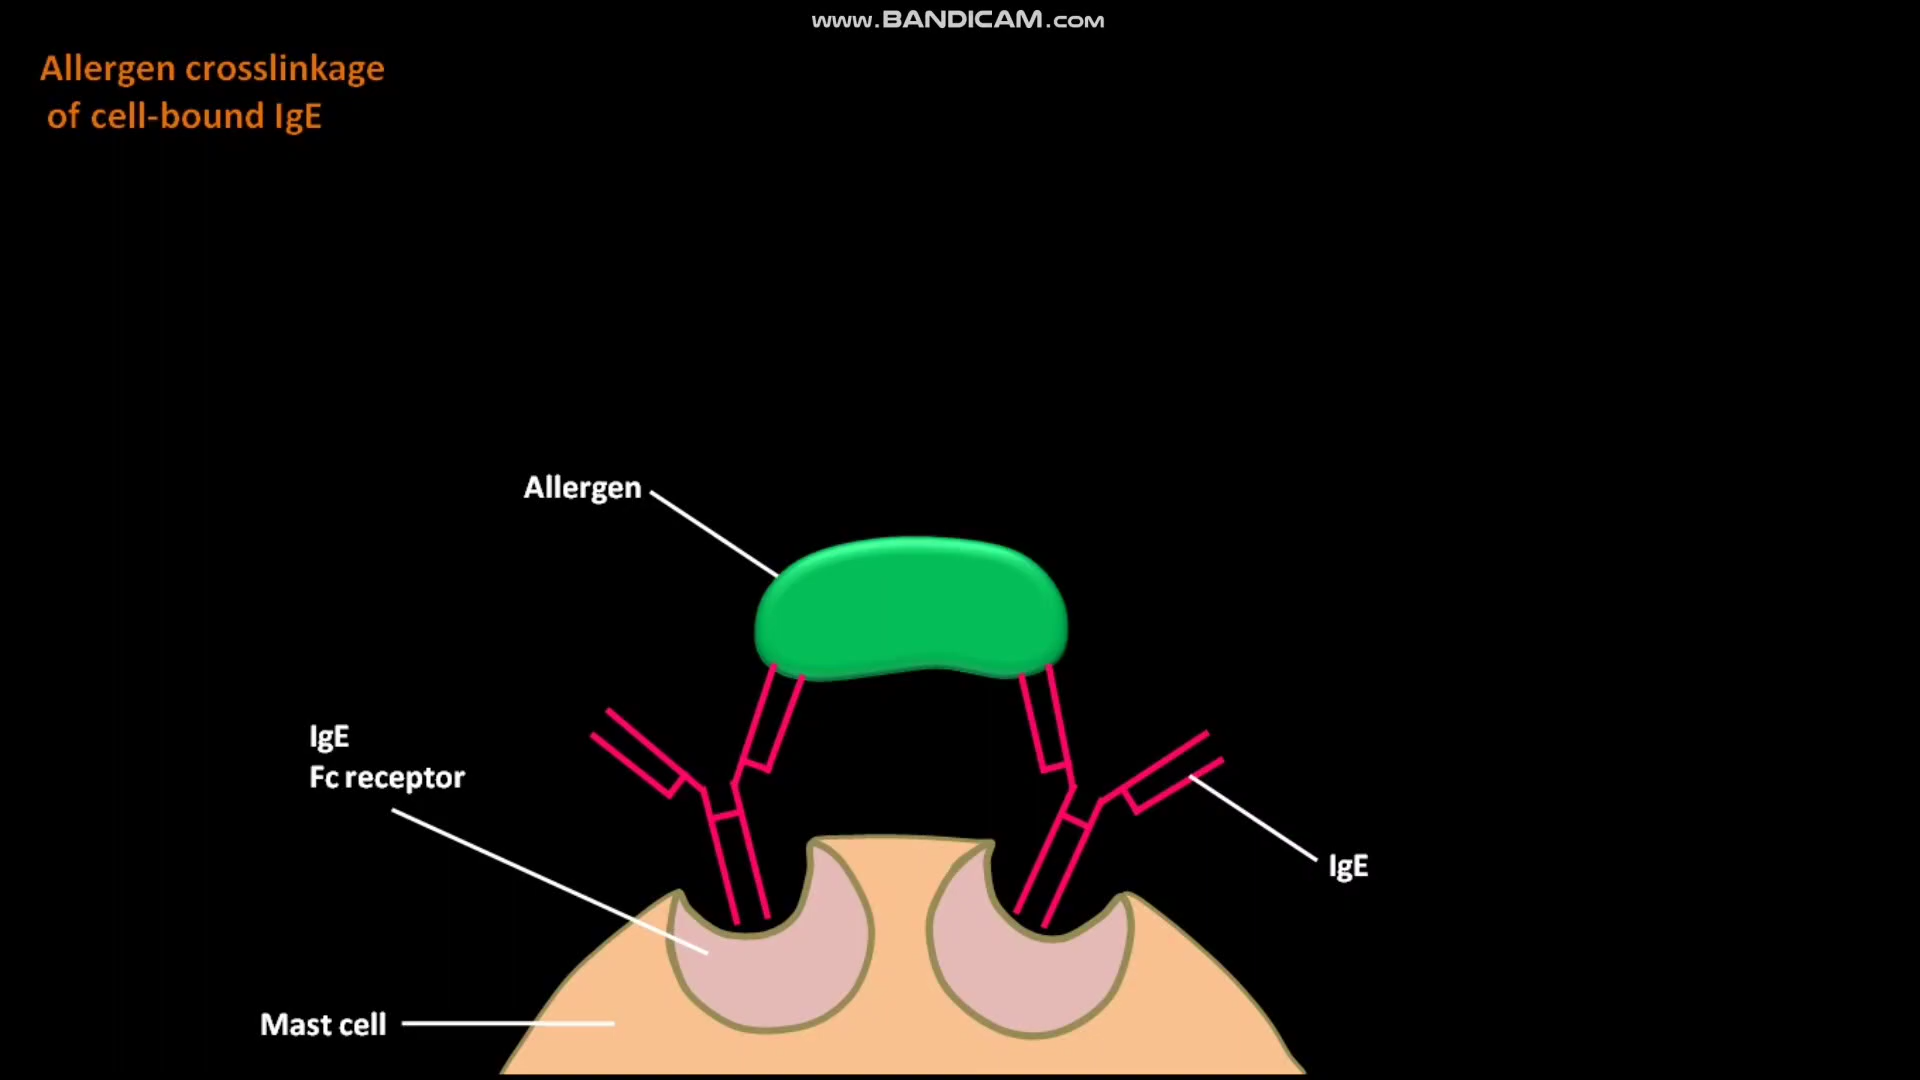 www.BANDICAM.com
Allergen crosslinkage
of cell-bound IgE
Allergen
IgE
Fc receptor
IgE
Mast cell